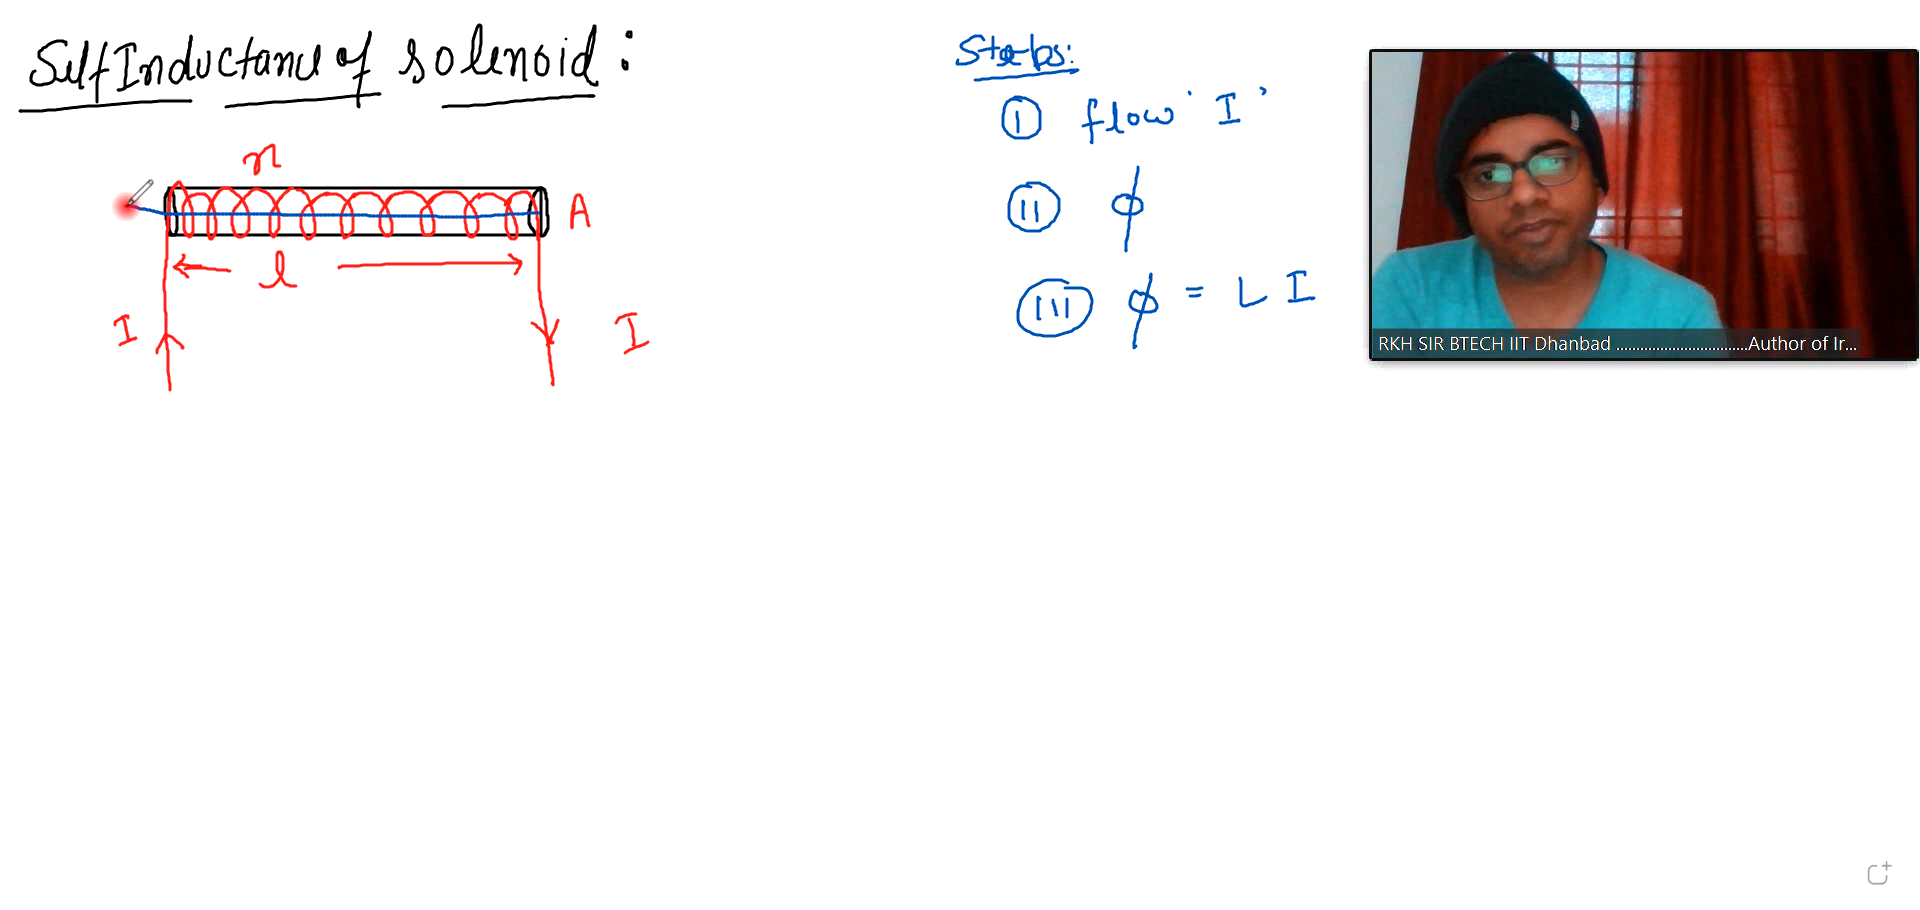 Self Inductance of solenoid :
n
A
l
I
I
Steps:
I flow 'I'
II ϕ
III ϕ = L I
RKH SIR BTECH IIT Dhanbad .................................Author of Ir...